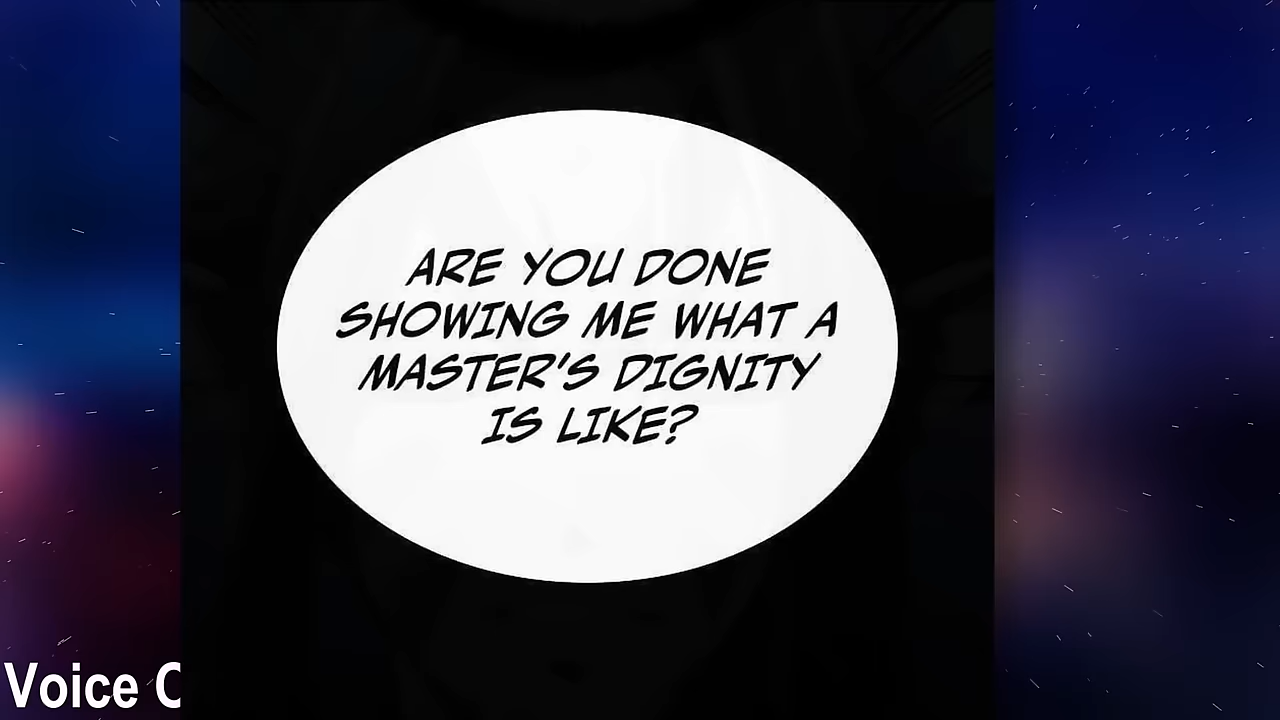 ARE YOU DONE
SHOWING ME WHAT A
MASTER'S DIGNITY
IS LIKE?
Voice C